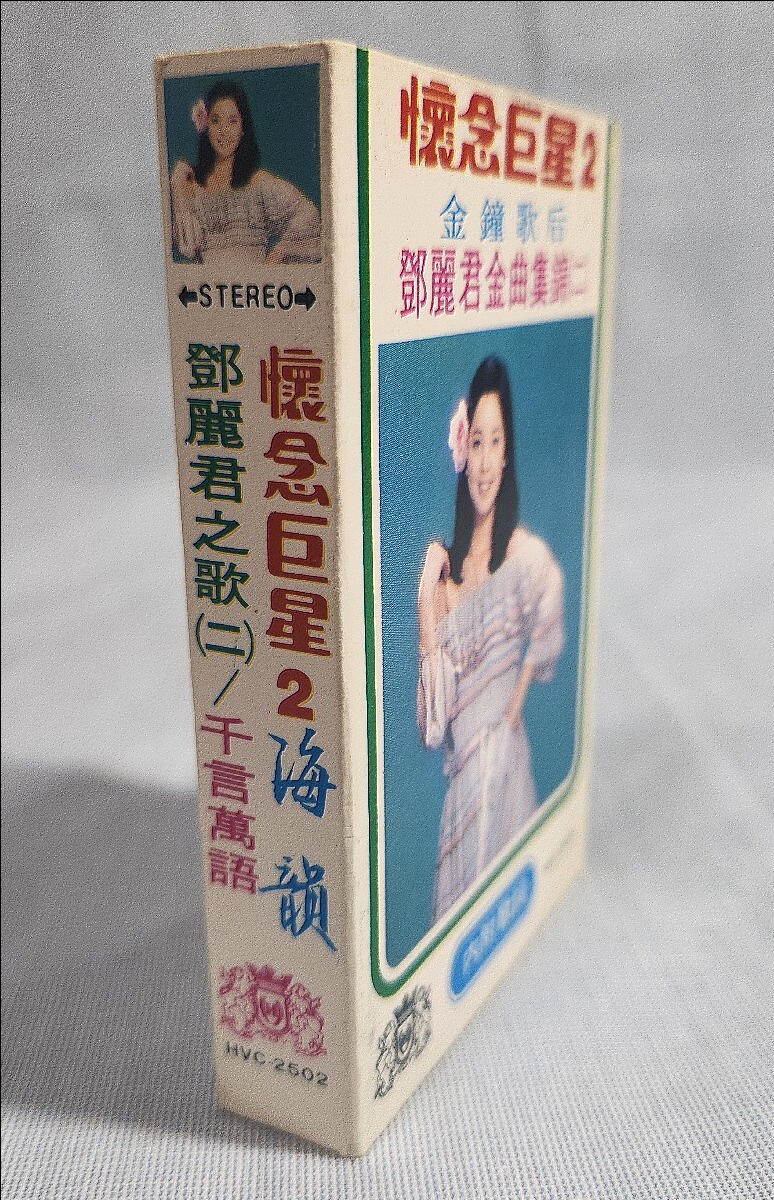 ←STEREO→
懷念巨星2
海韻
鄧麗君之歌(二)/千言萬語
HVC-2502
懷念巨星2
金鐘歌后
鄧麗君金曲集錦二